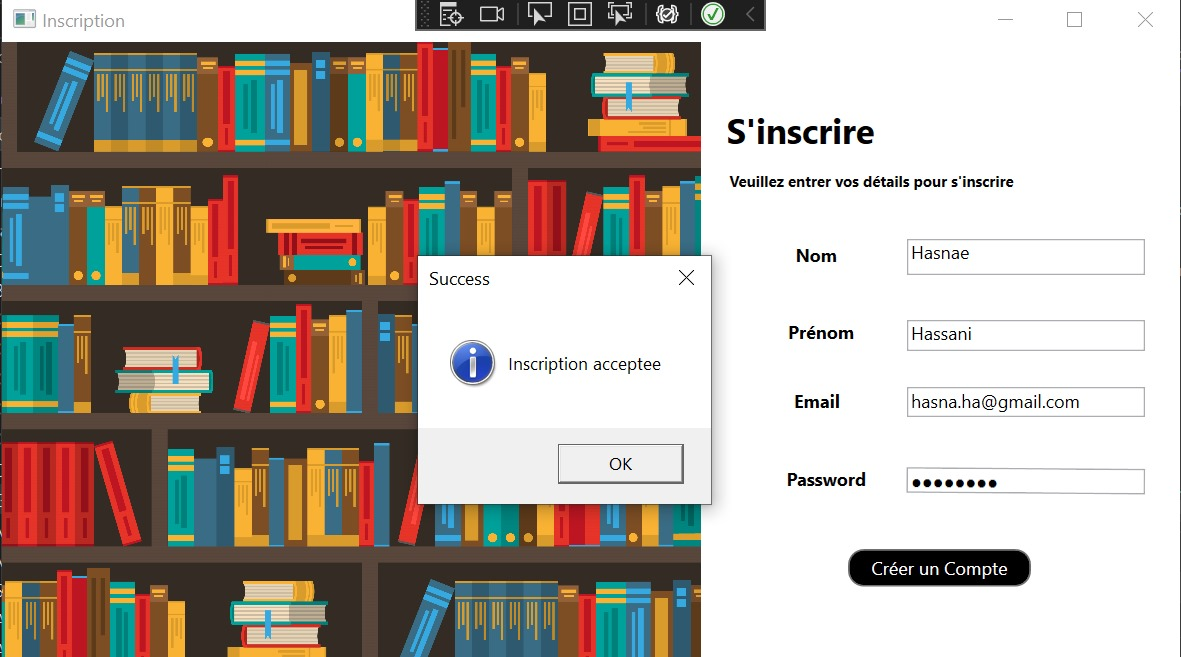 Inscription
S'inscrire
Veuillez entrer vos détails pour s'inscrire
Nom
Hasnae
Prénom
Hassani
Email
hasna.ha@gmail.com
Password
●●●●●●●●
Créer un Compte
Success
Inscription acceptee
OK